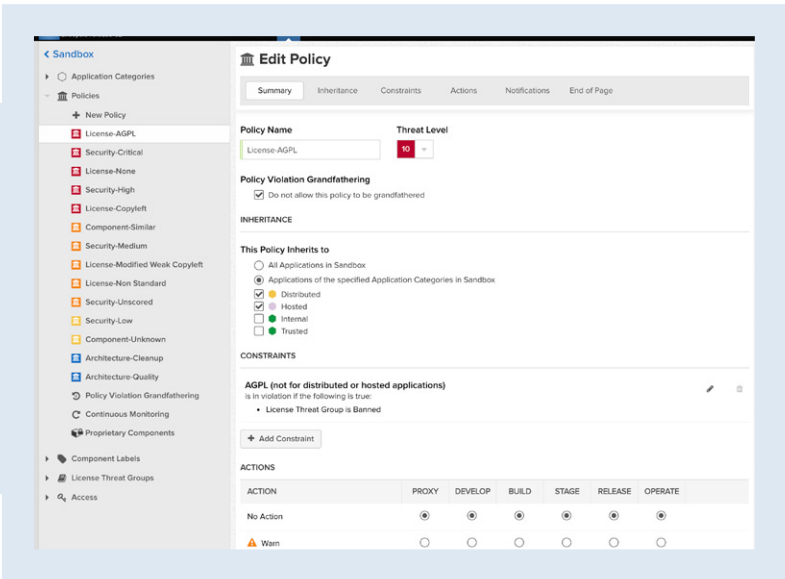 Sandbox
Edit Policy
Application Categories
Policies
New Policy
License-AGPL
Security-Critical
License-None
Security-High
License-Copyleft
Component-Similar
Security-Medium
License-Modified Weak Copyleft
License-Non Standard
Security-Unscored
Security-Low
Component-Unknown
Architecture-Cleanup
Architecture-Quality
Policy Violation Grandfathering
Continuous Monitoring
Proprietary Components
Component Labels
License Threat Groups
Access
Summary Inheritance Constraints Actions Notifications End of Page
Policy Name Threat Level
License-AGPL 10
Policy Violation Grandfathering
Do not allow this policy to be grandfathered
INHERITANCE
This Policy Inherits to
All Applications in Sandbox
Applications of the specified Application Categories in Sandbox
Distributed
Hosted
Internal
Trusted
CONSTRAINTS
AGPL (not for distributed or hosted applications)
is in violation if the following is true:
• License Threat Group is Banned
+ Add Constraint
ACTIONS
ACTION PROXY DEVELOP BUILD STAGE RELEASE OPERATE
No Action
Warn